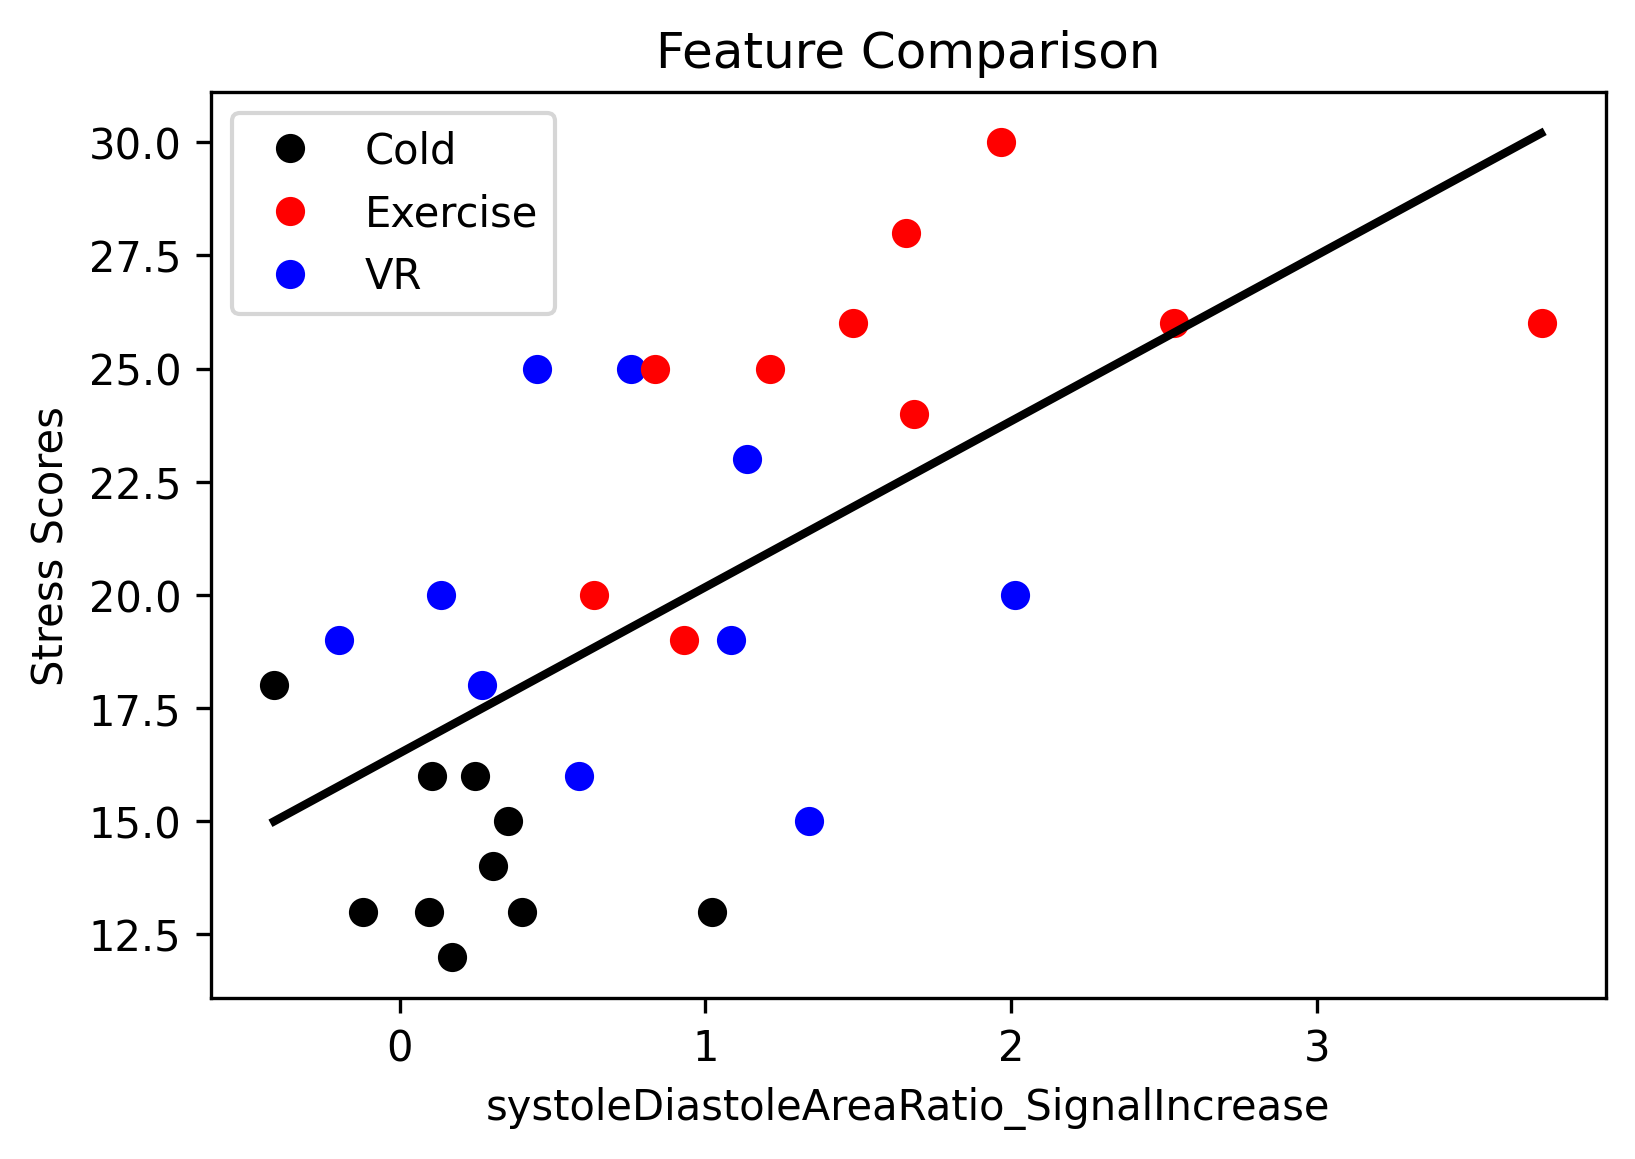 Feature Comparison
Cold
Exercise
VR
30.0
27.5
25.0
22.5
20.0
17.5
15.0
12.5
Stress Scores
0 1 2 3
systoleDiastoleAreaRatio_SignalIncrease